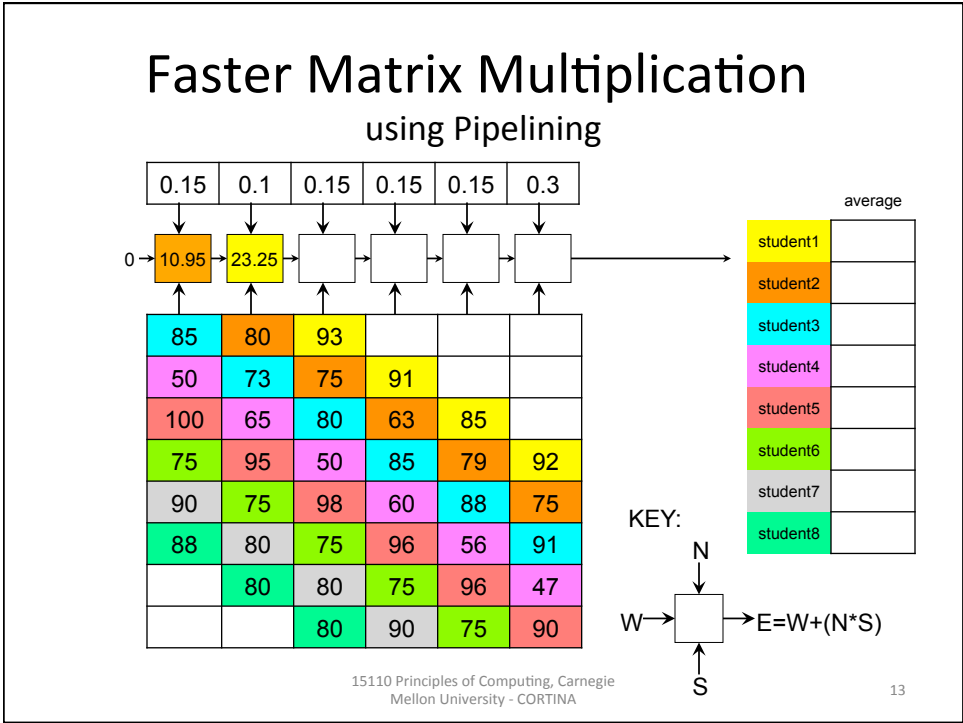 Faster Matrix Multiplication
using Pipelining
0.15 0.1 0.15 0.15 0.15 0.3
0 10.95 23.25
85 80 93
50 73 75 91
100 65 80 63 85
75 95 50 85 79 92
90 75 98 60 88 75
88 80 75 96 56 91
80 80 75 96 47
80 90 75 90
average
student1
student2
student3
student4
student5
student6
student7
student8
KEY:
N
W E=W+(N*S)
S
15110 Principles of Computing, Carnegie
Mellon University - CORTINA
13